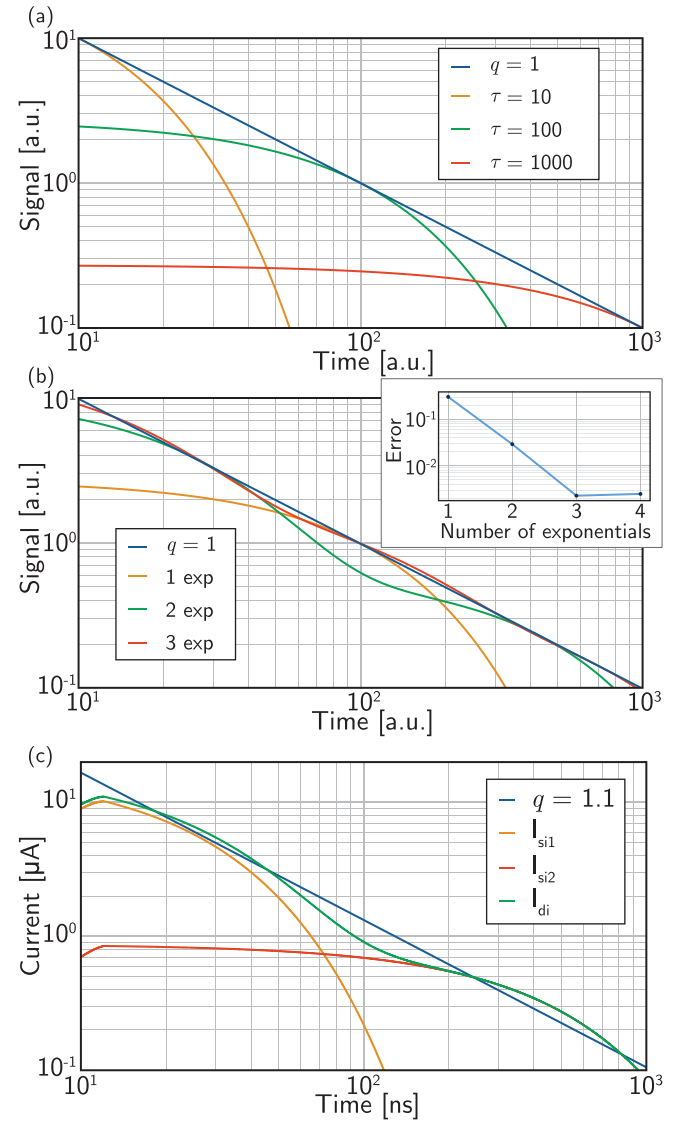 (a)
10¹
10⁰
10⁻¹
Signal [a.u.]
q = 1
τ = 10
τ = 100
τ = 1000
10¹ 10² 10³
Time [a.u.]
(b)
10¹
10⁰
10⁻¹
Signal [a.u.]
q = 1
1 exp
2 exp
3 exp
10⁻¹
10⁻²
Error
1 2 3 4
Number of exponentials
10¹ 10² 10³
Time [a.u.]
(c)
10¹
10⁰
10⁻¹
Current [µA]
q = 1.1
I_si1
I_si2
I_di
10¹ 10² 10³
Time [ns]